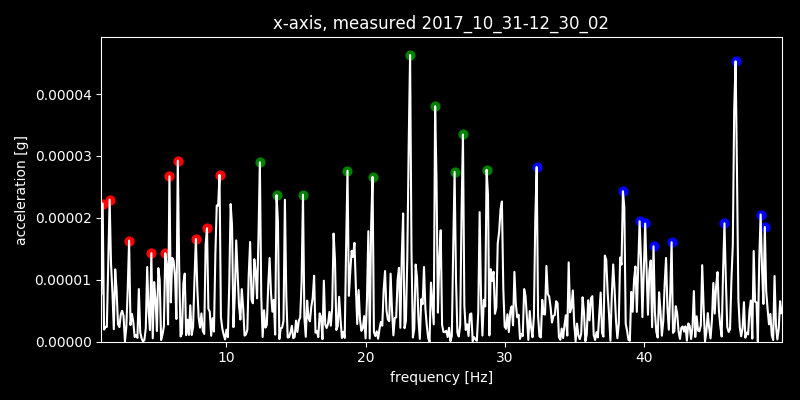 x-axis, measured 2017_10_31-12_30_02
acceleration [g]
0.00004
0.00003
0.00002
0.00001
0.00000
10 20 30 40
frequency [Hz]